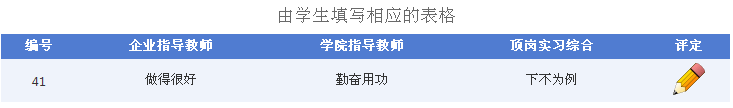 由学生填写相应的表格
编号 企业指导教师 学院指导教师 顶岗实习综合 评定
41 做得很好 勤奋用功 下不为例